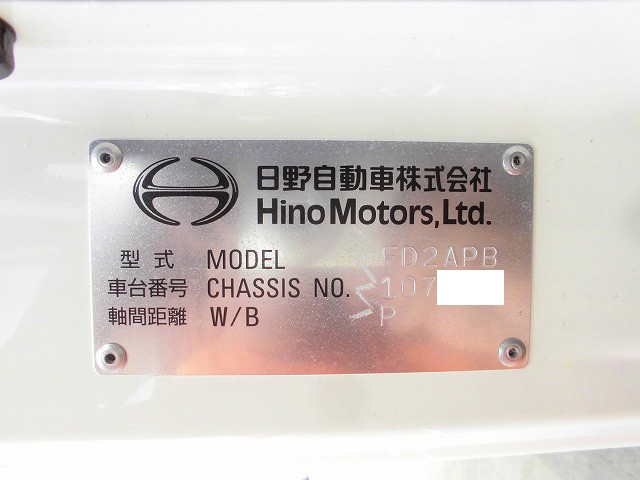 日野自動車株式会社
Hino Motors, Ltd.
型式 MODEL FD2APB
車台番号 CHASSIS NO. 107
軸間距離 W/B P